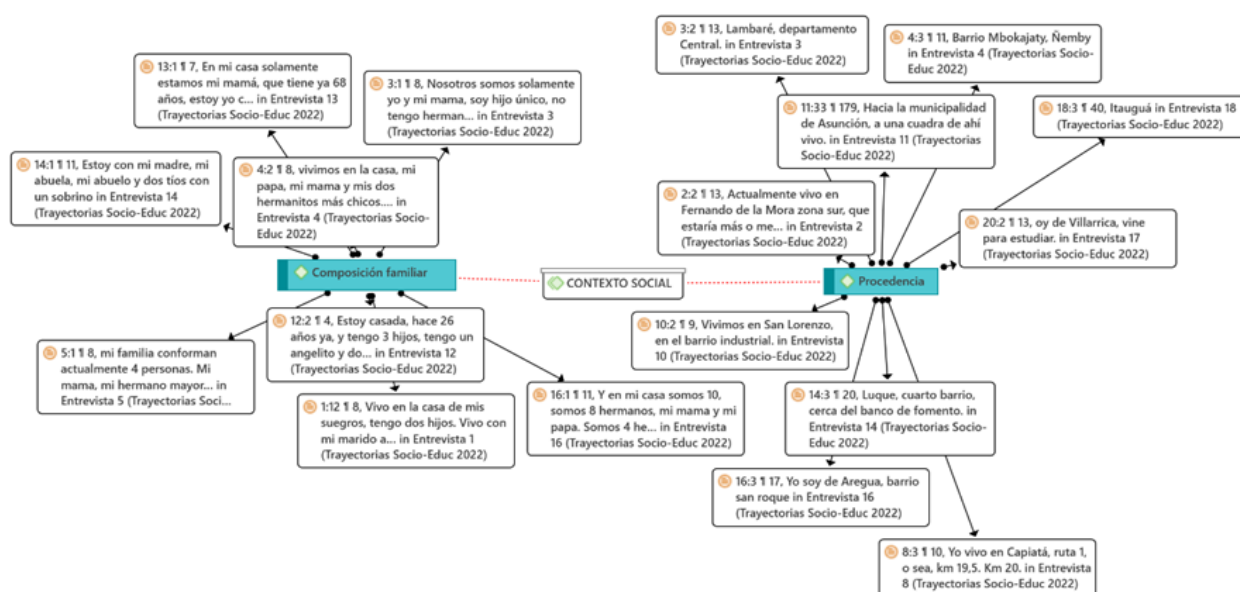 13:1 ¶ 7, En mi casa solamente
estamos mi mamá, que tiene ya 68
años, estoy yo c... in Entrevista 13
(Trayectorias Socio-Educ 2022)
3:1 ¶ 8, Nosotros somos solamente
yo y mi mama, soy hijo único, no
tengo herman... in Entrevista 3
(Trayectorias Socio-Educ 2022)
14:1 ¶ 11, Estoy con mi madre, mi
abuela, mi abuelo y dos tíos con
un sobrino in Entrevista 14
(Trayectorias Socio-Educ 2022)
4:2 ¶ 8, vivimos en la casa, mi
papa, mi mama y mis dos
hermanitos más chicos.... in
Entrevista 4 (Trayectorias Socio-
Educ 2022)
Composición familiar
5:1 ¶ 8, mi familia conforman
actualmente 4 personas. Mi
mama, mi hermano mayor... in
Entrevista 5 (Trayectorias Soci...
12:2 ¶ 4, Estoy casada, hace 26
años ya, y tengo 3 hijos, tengo un
angelito y do... in Entrevista 12
(Trayectorias Socio-Educ 2022)
1:12 ¶ 8, Vivo en la casa de mis
suegros, tengo dos hijos. Vivo con
mi marido a... in Entrevista 1
(Trayectorias Socio-Educ 2022)
16:1 ¶ 11, Y en mi casa somos 10,
somos 8 hermanos, mi mama y mi
papa. Somos 4 he... in Entrevista
16 (Trayectorias Socio-Educ 2022)
CONTEXTO SOCIAL
3:2 ¶ 13, Lambaré, departamento
Central. in Entrevista 3
(Trayectorias Socio-Educ 2022)
4:3 ¶ 11, Barrio Mbokajaty, Ñemby
in Entrevista 4 (Trayectorias Socio-
Educ 2022)
11:33 ¶ 179, Hacia la municipalidad
de Asunción, a una cuadra de ahí
vivo. in Entrevista 11 (Trayectorias
Socio-Educ 2022)
18:3 ¶ 40, Itauguá in Entrevista 18
(Trayectorias Socio-Educ 2022)
2:2 ¶ 13, Actualmente vivo en
Fernando de la Mora zona sur, que
estaría más o me... in Entrevista 2
(Trayectorias Socio-Educ 2022)
20:2 ¶ 13, oy de Villarrica, vine
para estudiar. in Entrevista 17
(Trayectorias Socio-Educ 2022)
Procedencia
10:2 ¶ 9, Vivimos en San Lorenzo,
en el barrio industrial. in Entrevista
10 (Trayectorias Socio-Educ 2022)
14:3 ¶ 20, Luque, cuarto barrio,
cerca del banco de fomento. in
Entrevista 14 (Trayectorias Socio-
Educ 2022)
16:3 ¶ 17, Yo soy de Aregua, barrio
san roque in Entrevista 16
(Trayectorias Socio-Educ 2022)
8:3 ¶ 10, Yo vivo en Capiatá, ruta 1,
o sea, km 19,5. Km 20. in Entrevista
8 (Trayectorias Socio-Educ 2022)